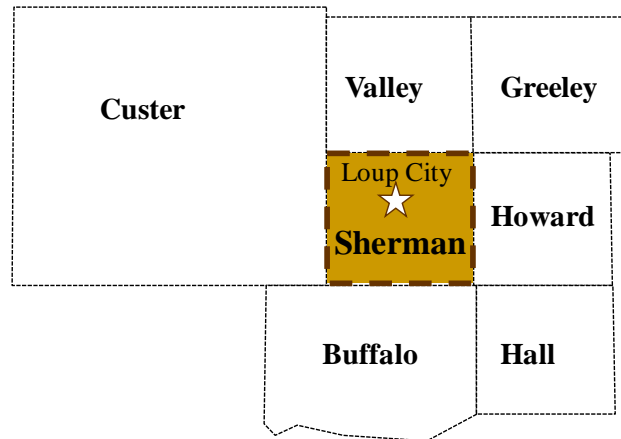 Valley
Greeley
Custer
Loup City
Howard
Sherman
Buffalo
Hall